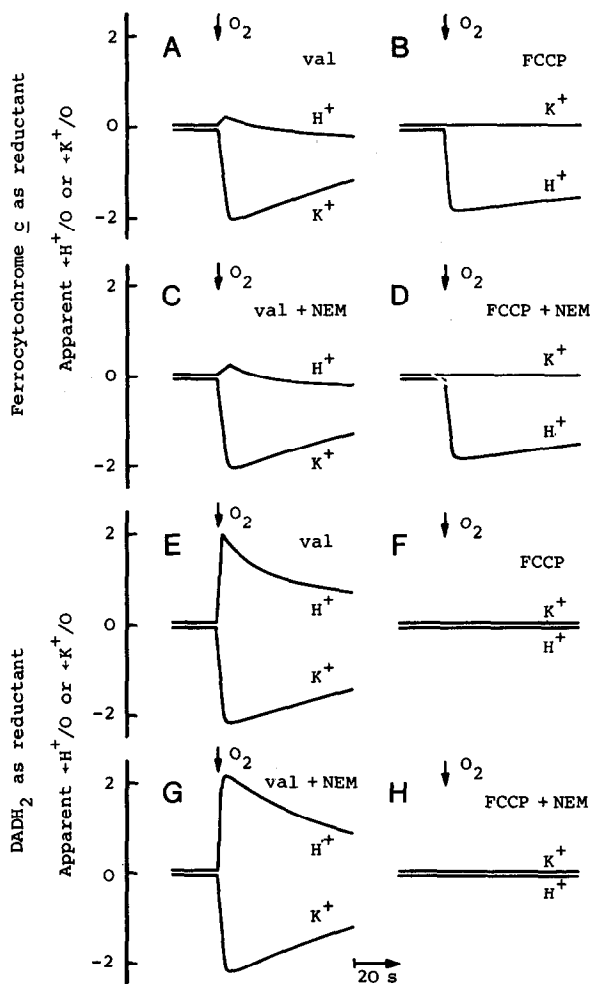 Ferrocytochrome c as reductant
Apparent ←H+/O or ←K+/O
2
0
-2
A
O2
val
H+
K+
B
O2
FCCP
K+
H+
2
0
-2
C
O2
val + NEM
H+
K+
D
O2
FCCP + NEM
K+
H+
DADH2 as reductant
Apparent ←H+/O or ←K+/O
2
0
-2
E
O2
val
H+
K+
F
O2
FCCP
K+
H+
2
0
-2
G
O2
val + NEM
H+
K+
H
O2
FCCP + NEM
K+
H+
20 s